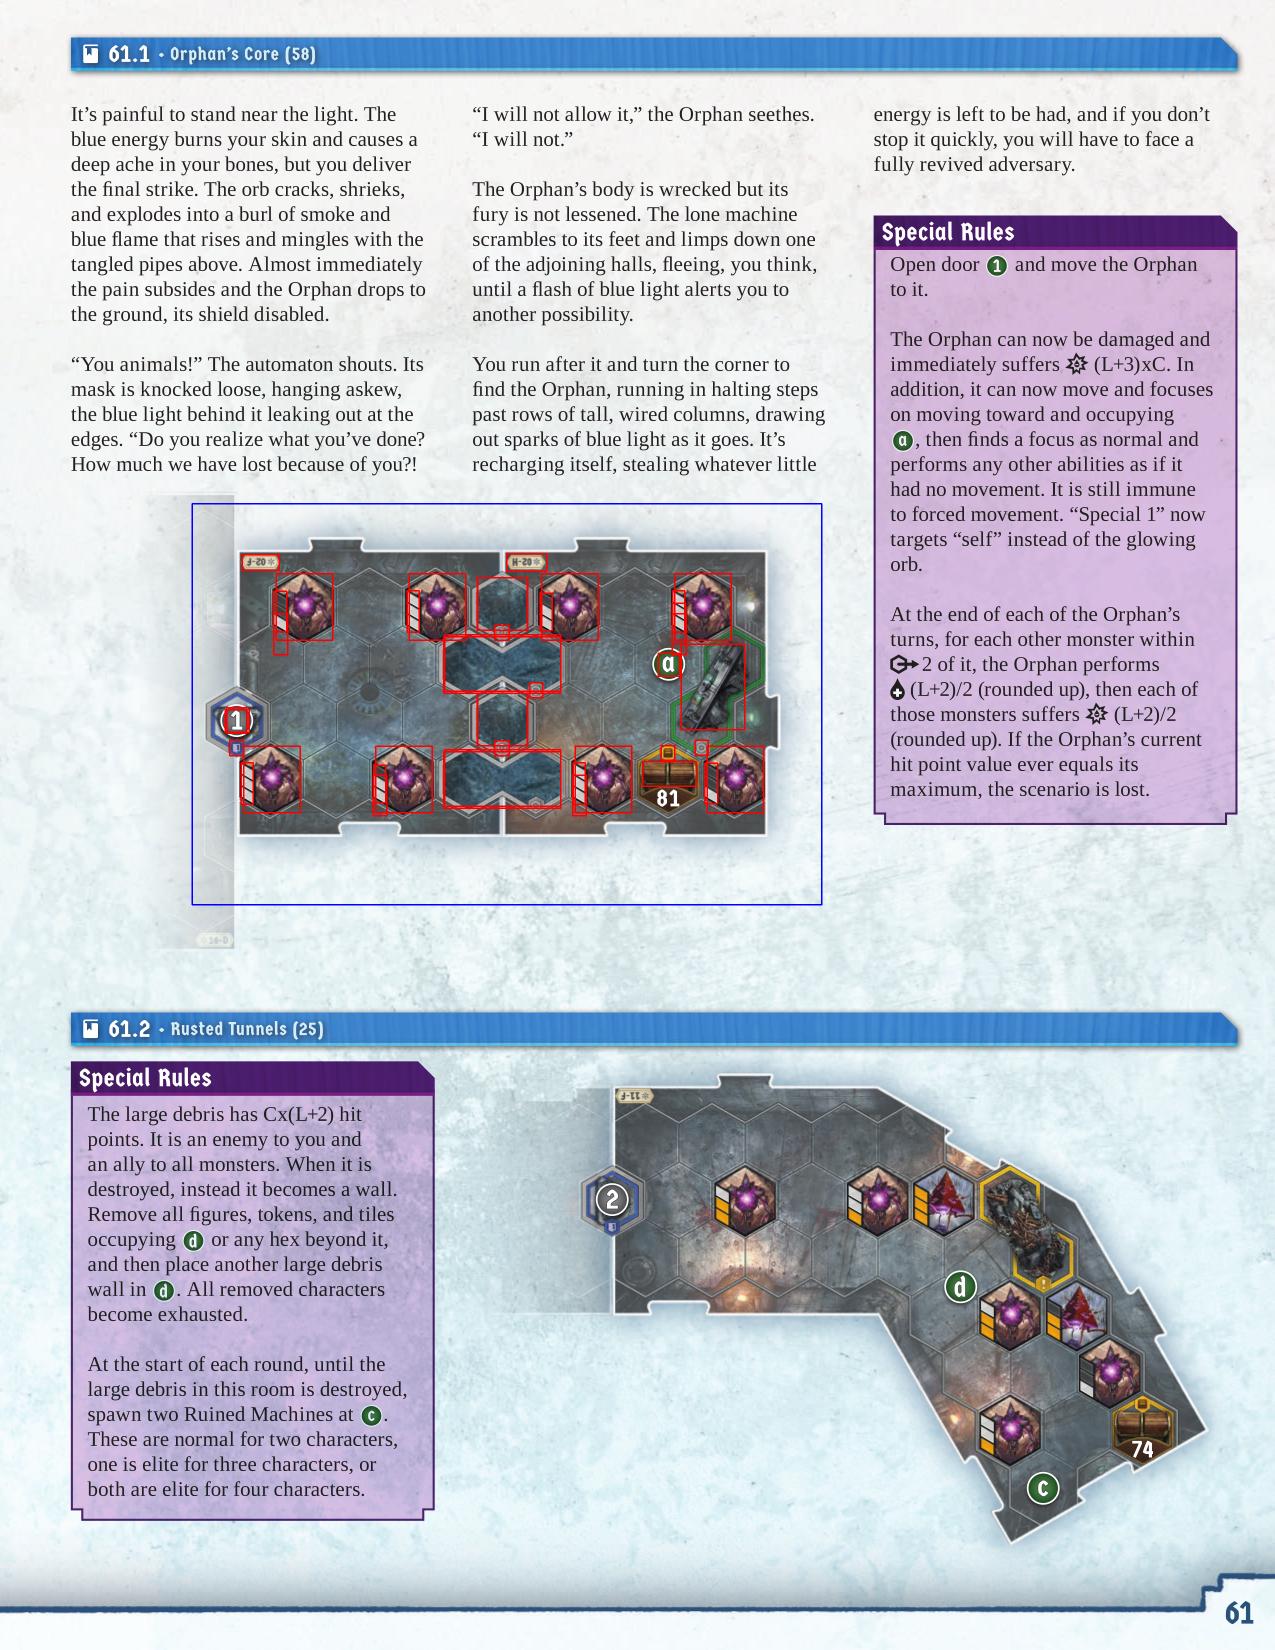 61.1 • Orphan's Core (58)
It's painful to stand near the light. The
blue energy burns your skin and causes a
deep ache in your bones, but you deliver
the final strike. The orb cracks, shrieks,
and explodes into a burl of smoke and
blue flame that rises and mingles with the
tangled pipes above. Almost immediately
the pain subsides and the Orphan drops to
the ground, its shield disabled.
“You animals!” The automaton shouts. Its
mask is knocked loose, hanging askew,
the blue light behind it leaking out at the
edges. “Do you realize what you’ve done?
How much we have lost because of you?!
“I will not allow it,” the Orphan seethes.
“I will not.”
The Orphan’s body is wrecked but its
fury is not lessened. The lone machine
scrambles to its feet and limps down one
of the adjoining halls, fleeing, you think,
until a flash of blue light alerts you to
another possibility.
You run after it and turn the corner to
find the Orphan, running in halting steps
past rows of tall, wired columns, drawing
out sparks of blue light as it goes. It’s
recharging itself, stealing whatever little
energy is left to be had, and if you don’t
stop it quickly, you will have to face a
fully revived adversary.
Special Rules
Open door 1 and move the Orphan
to it.
The Orphan can now be damaged and
immediately suffers (L+3)xC. In
addition, it can now move and focuses
on moving toward and occupying
a, then finds a focus as normal and
performs any other abilities as if it
had no movement. It is still immune
to forced movement. “Special 1” now
targets “self” instead of the glowing
orb.
At the end of each of the Orphan’s
turns, for each other monster within
2 of it, the Orphan performs
(L+2)/2 (rounded up), then each of
those monsters suffers (L+2)/2
(rounded up). If the Orphan’s current
hit point value ever equals its
maximum, the scenario is lost.
02-F
02-H
a
1
81
16-D
61.2 • Rusted Tunnels (25)
Special Rules
The large debris has Cx(L+2) hit
points. It is an enemy to you and
an ally to all monsters. When it is
destroyed, instead it becomes a wall.
Remove all figures, tokens, and tiles
occupying d or any hex beyond it,
and then place another large debris
wall in d. All removed characters
become exhausted.
At the start of each round, until the
large debris in this room is destroyed,
spawn two Ruined Machines at c.
These are normal for two characters,
one is elite for three characters, or
both are elite for four characters.
11-F
2
d
74
c
61